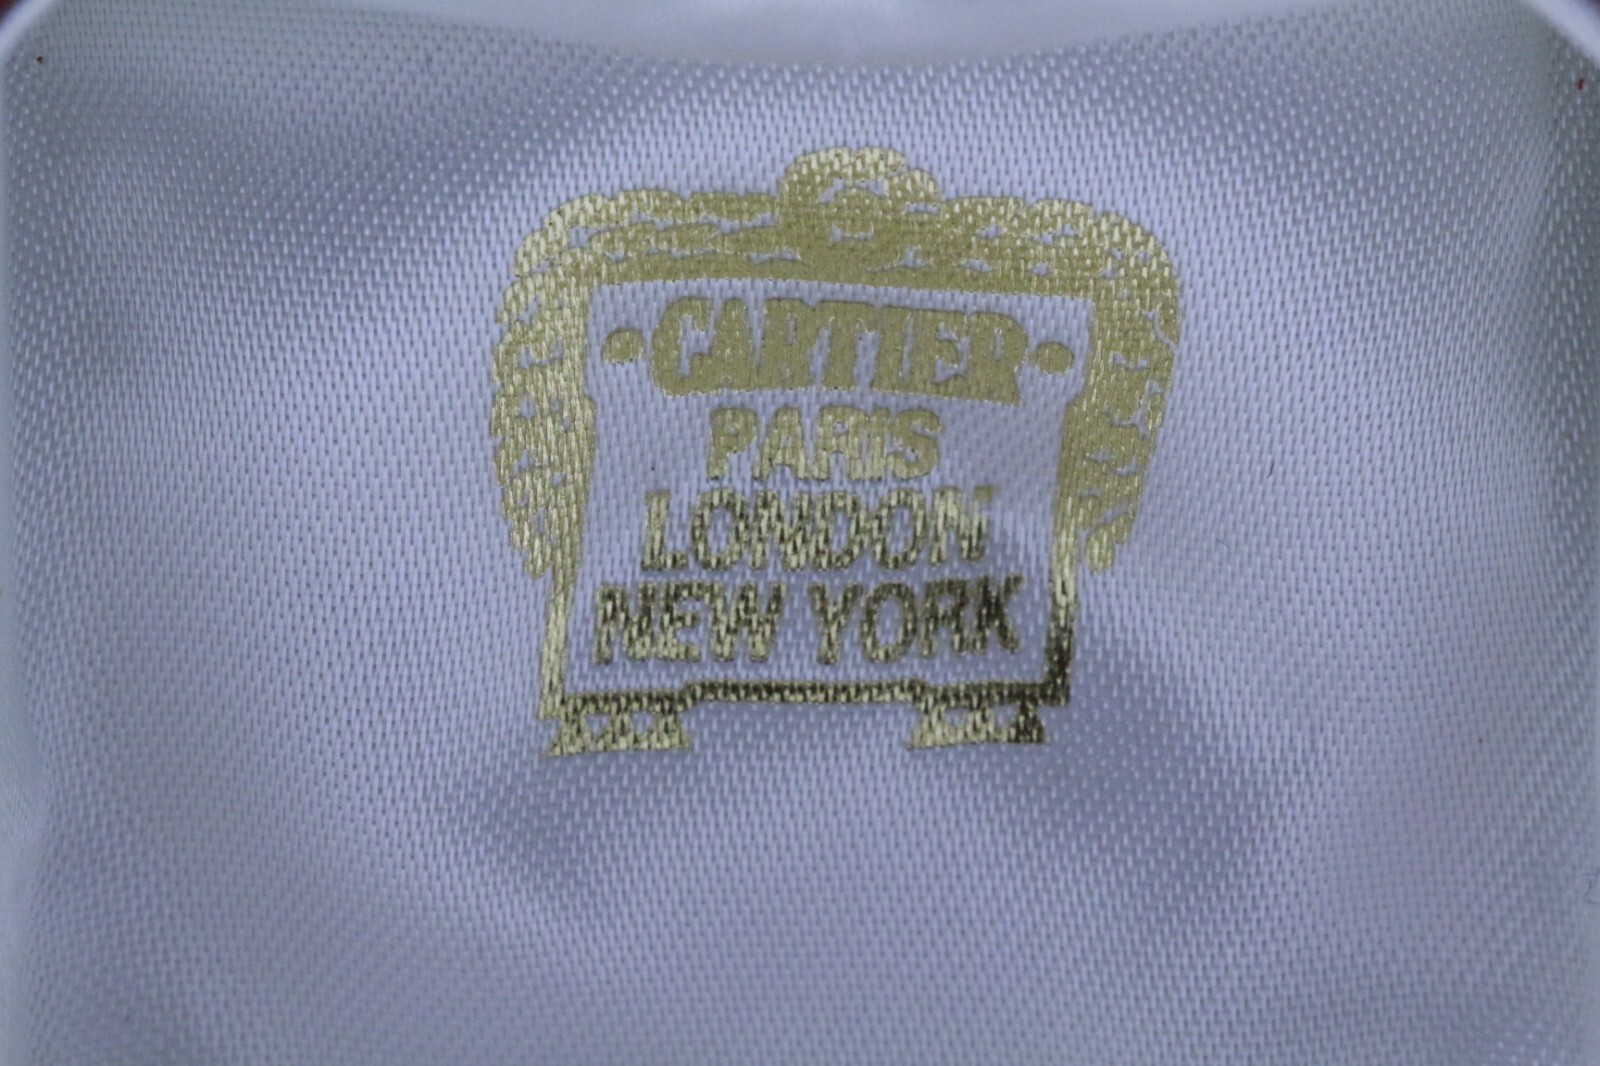 • CARTIER •
PARIS
LONDON
NEW YORK